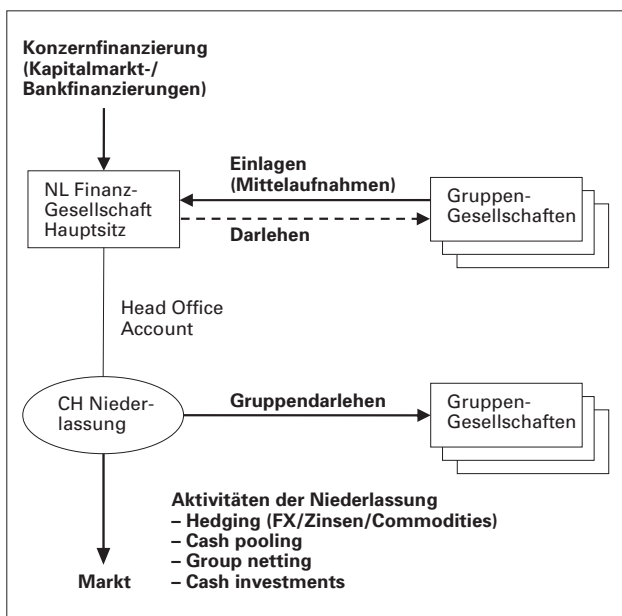 Konzernfinanzierung
(Kapitalmarkt-/
Bankfinanzierungen)
NL Finanz-
Gesellschaft
Hauptsitz
Einlagen
(Mittelaufnahmen)
Darlehen
Gruppen-
Gesellschaften
Head Office
Account
CH Nieder-
lassung
Gruppendarlehen
Gruppen-
Gesellschaften
Aktivitäten der Niederlassung
– Hedging (FX/Zinsen/Commodities)
– Cash pooling
– Group netting
– Cash investments
Markt